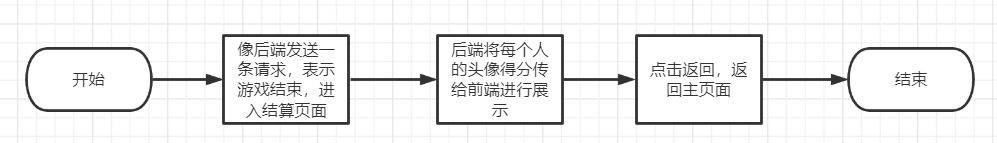 开始
像后端发送一
条请求，表示
游戏结束，进
入结算页面
后端将每个人
的头像得分传
给前端进行展
示
点击返回，返
回主页面
结束